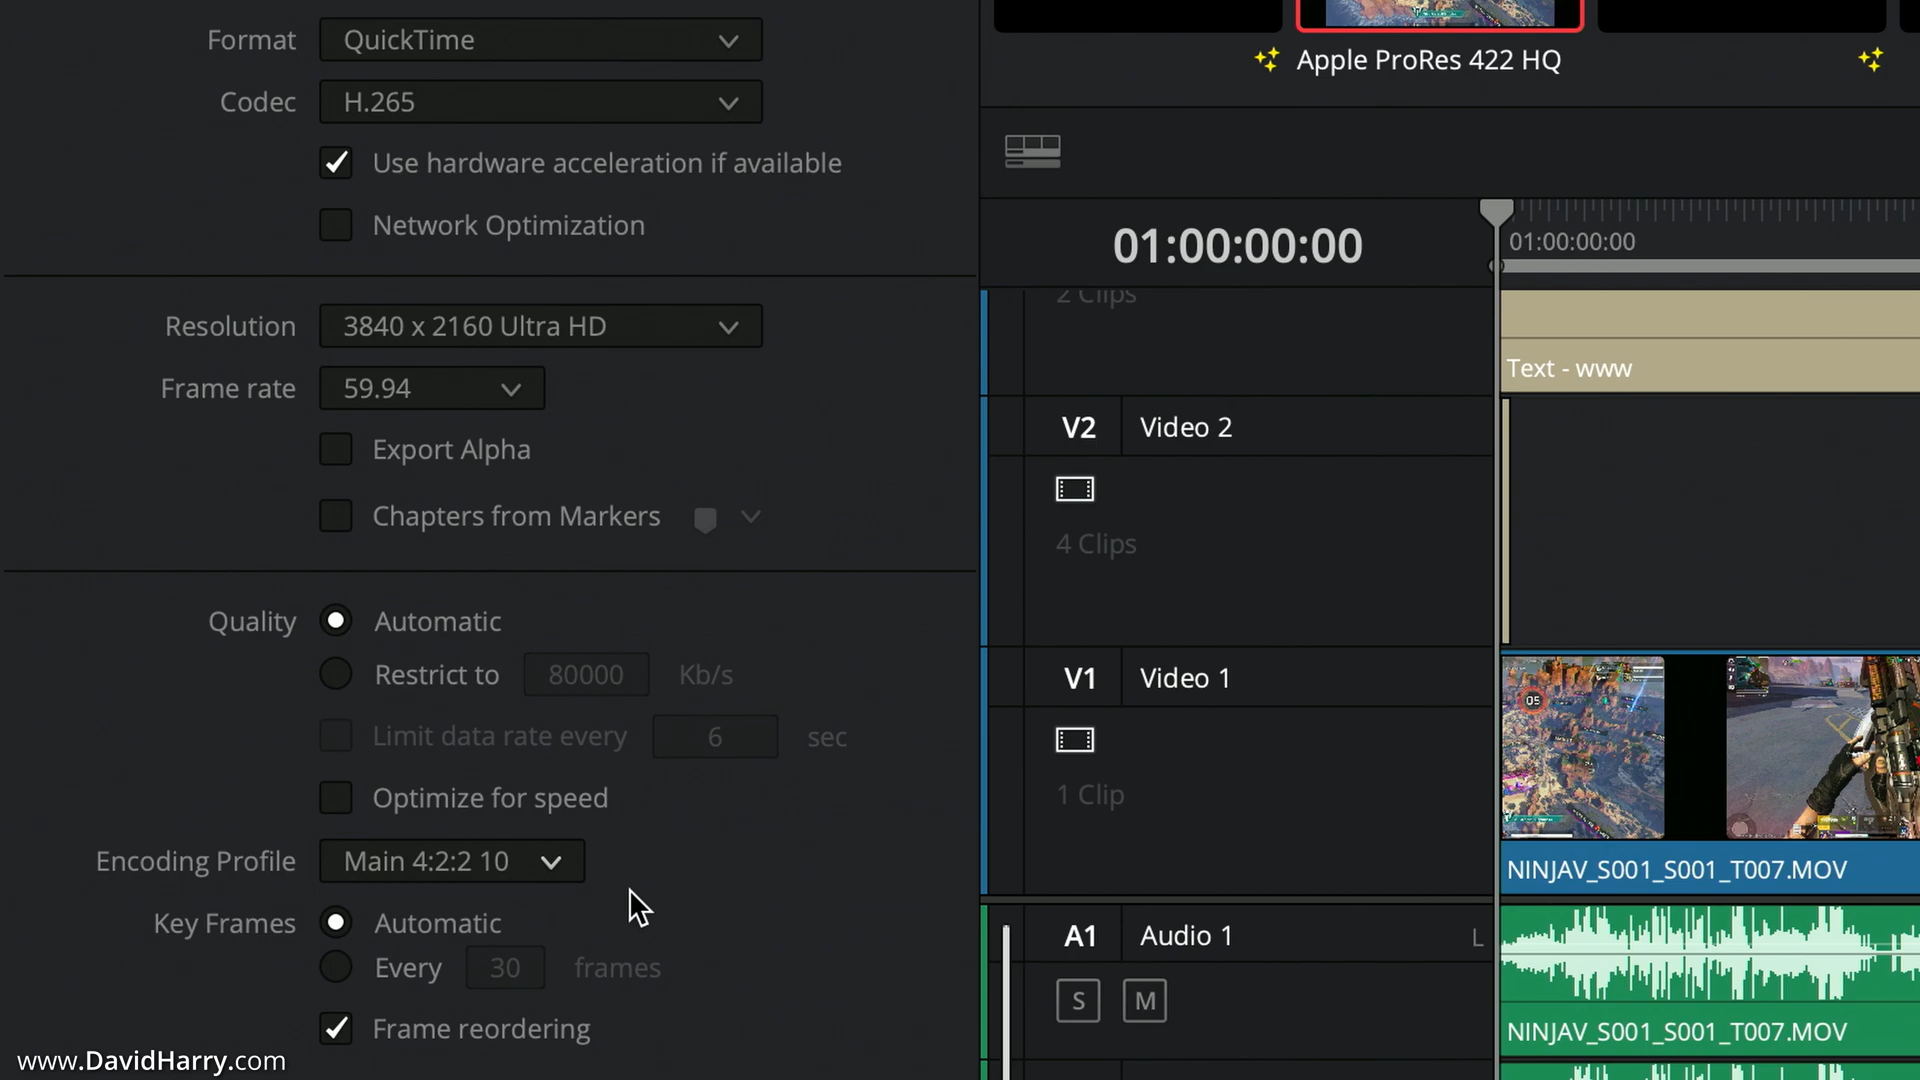 Format QuickTime
Codec H.265
Use hardware acceleration if available
Network Optimization
Resolution 3840 x 2160 Ultra HD
Frame rate 59.94
Export Alpha
Chapters from Markers
Quality Automatic
Restrict to 80000 Kb/s
Limit data rate every 6 sec
Optimize for speed
Encoding Profile Main 4:2:2 10
Key Frames Automatic
Every 30 frames
Frame reordering
www.DavidHarry.com
Apple ProRes 422 HQ
01:00:00:00
01:00:00:00
2 Clips
Text - www
V2 Video 2
4 Clips
V1 Video 1
1 Clip
05
NINJAV_S001_S001_T007.MOV
A1 Audio 1 L
S M
NINJAV_S001_S001_T007.MOV